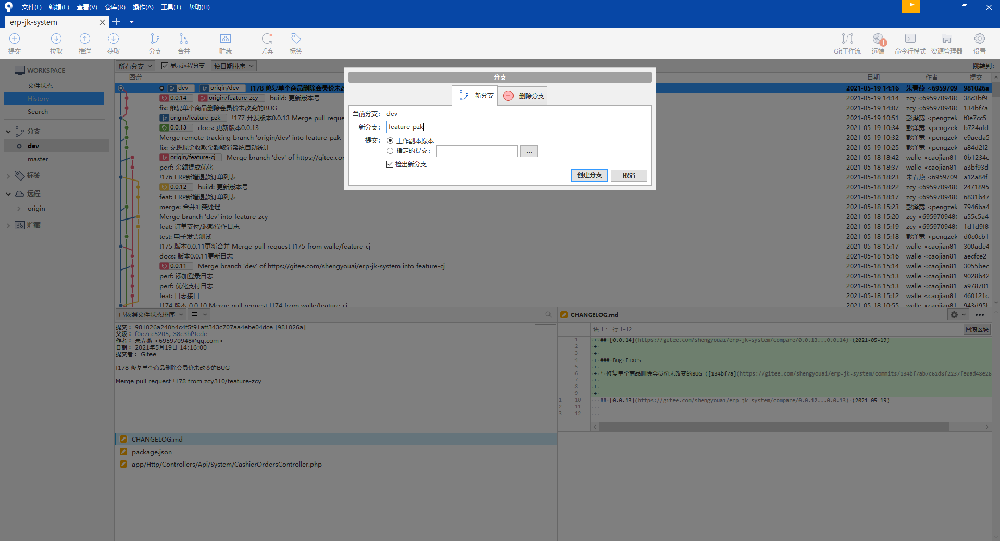 文件(F) 编辑(E) 查看(V) 仓库(R) 操作(A) 工具(T) 帮助(H)
erp-jk-system
提交 拉取 推送 获取 分支 合并 贮藏 丢弃 标签 Git工作流 远端 命令行模式 资源管理器 设置
WORKSPACE
文件状态
History
Search
分支
dev
master
标签
远程
origin
贮藏
所有分支 显示远程分支 按日期排序 跳转到:
图谱 日期 作者 提交
dev origin/dev !178 修复单个商品删除会员价未改 2021-05-19 14:16 朱春燕 <6959709 981026a
0.0.14 origin/feature-zcy build: 更新版本号 2021-05-19 14:14 zcy <695970948@ 38c3bf9
fix: 修复单个商品删除会员价未改变的BUG 2021-05-19 14:07 zcy <695970948@ 134bf7a
origin/feature-pzk !177 开发版本0.0.13 Merge pull reque 2021-05-19 10:51 彭泽宽 <pengzek f0e7cc5
0.0.13 docs: 更新版本0.0.13 2021-05-19 10:34 彭泽宽 <pengzek b724afd
Merge remote-tracking branch 'origin/dev' into feature-pzk- 2021-05-19 10:32 彭泽宽 <pengzek e9aeda5
fix: 交班现金收款金额取消系统自动统计 2021-05-19 10:25 彭泽宽 <pengzek a84d2f2
origin/feature-cj Merge branch 'dev' of https://gitee.co 2021-05-18 18:42 walle <caojian81 0b1234c
perf: 余额提成优化 2021-05-18 18:37 walle <caojian81 a3bf93d
!176 ERP新增退款订单列表 2021-05-18 18:23 朱春燕 <6959709 a12a84f
0.0.12 build: 更新版本号 2021-05-18 18:22 zcy <695970948@ 2471895
feat: ERP新增退款订单列表 2021-05-18 18:17 zcy <695970948@ 6831b47
merge: 合并冲突处理 2021-05-18 15:23 彭泽宽 <pengzek 7946ba4
Merge branch 'dev' into feature-zcy 2021-05-18 15:20 zcy <695970948@ a55c5a4
feat: 订单支付/退款操作日志 2021-05-18 15:19 zcy <695970948@ 1d1d9f8
test: 电子发票测试 2021-05-18 15:18 彭泽宽 <pengzek d0c0cb1
!175 版本0.0.11更新合并 Merge pull request !175 from walle/feature-cj 2021-05-18 15:17 walle <caojian81 300ade4
docs: 版本0.0.11更新日志 2021-05-18 15:16 walle <caojian81 aecfce2
0.0.11 Merge branch 'dev' of https://gitee.com/shengyouai/erp-jk-system into feature-cj 2021-05-18 15:14 walle <caojian81 3055bec
perf: 添加登录日志 2021-05-18 15:13 walle <caojian81 9028b42
perf: 优化支付日志 2021-05-18 15:13 walle <caojian81 a978701
feat: 日志接口 2021-05-18 15:12 walle <caojian81 460121c
!174 版本 0.0.10 Merge pull request !174 from walle/feature-cj 2021-05-18 10:55 walle <caojian81 943d95b
分支
新分支 删除分支
当前分支: dev
新分支: feature-pzk
提交: 工作副本原本
指定的提交: ...
检出新分支
创建分支 取消
已依照文件状态排序
提交: 981026a240b4c4f5f91aff343c707aa4ebe04dce [981026a]
父级: f0e7cc5205, 38c3bf9ede
作者: 朱春燕 <695970948@qq.com>
日期: 2021年5月19日 14:16:00
提交者: Gitee
!178 修复单个商品删除会员价未改变的BUG
Merge pull request !178 from zcy310/feature-zcy
CHANGELOG.md
package.json
app/Http/Controllers/Api/System/CashierOrdersController.php
CHANGELOG.md
块 1: 行 1-12 回滚区块
1 + ## [0.0.14](https://gitee.com/shengyouai/erp-jk-system/compare/0.0.13...0.0.14) (2021-05-19)
2 +
3 +
4 + ### Bug Fixes
5 +
6 + * 修复单个商品删除会员价未改变的BUG ([134bf7a](https://gitee.com/shengyouai/erp-jk-system/commits/134bf7ab7c62d8f2237fe0ad48e26
7 +
8 +
9 +
1 10 ## [0.0.13](https://gitee.com/shengyouai/erp-jk-system/compare/0.0.12...0.0.13) (2021-05-19)
2 11
3 12